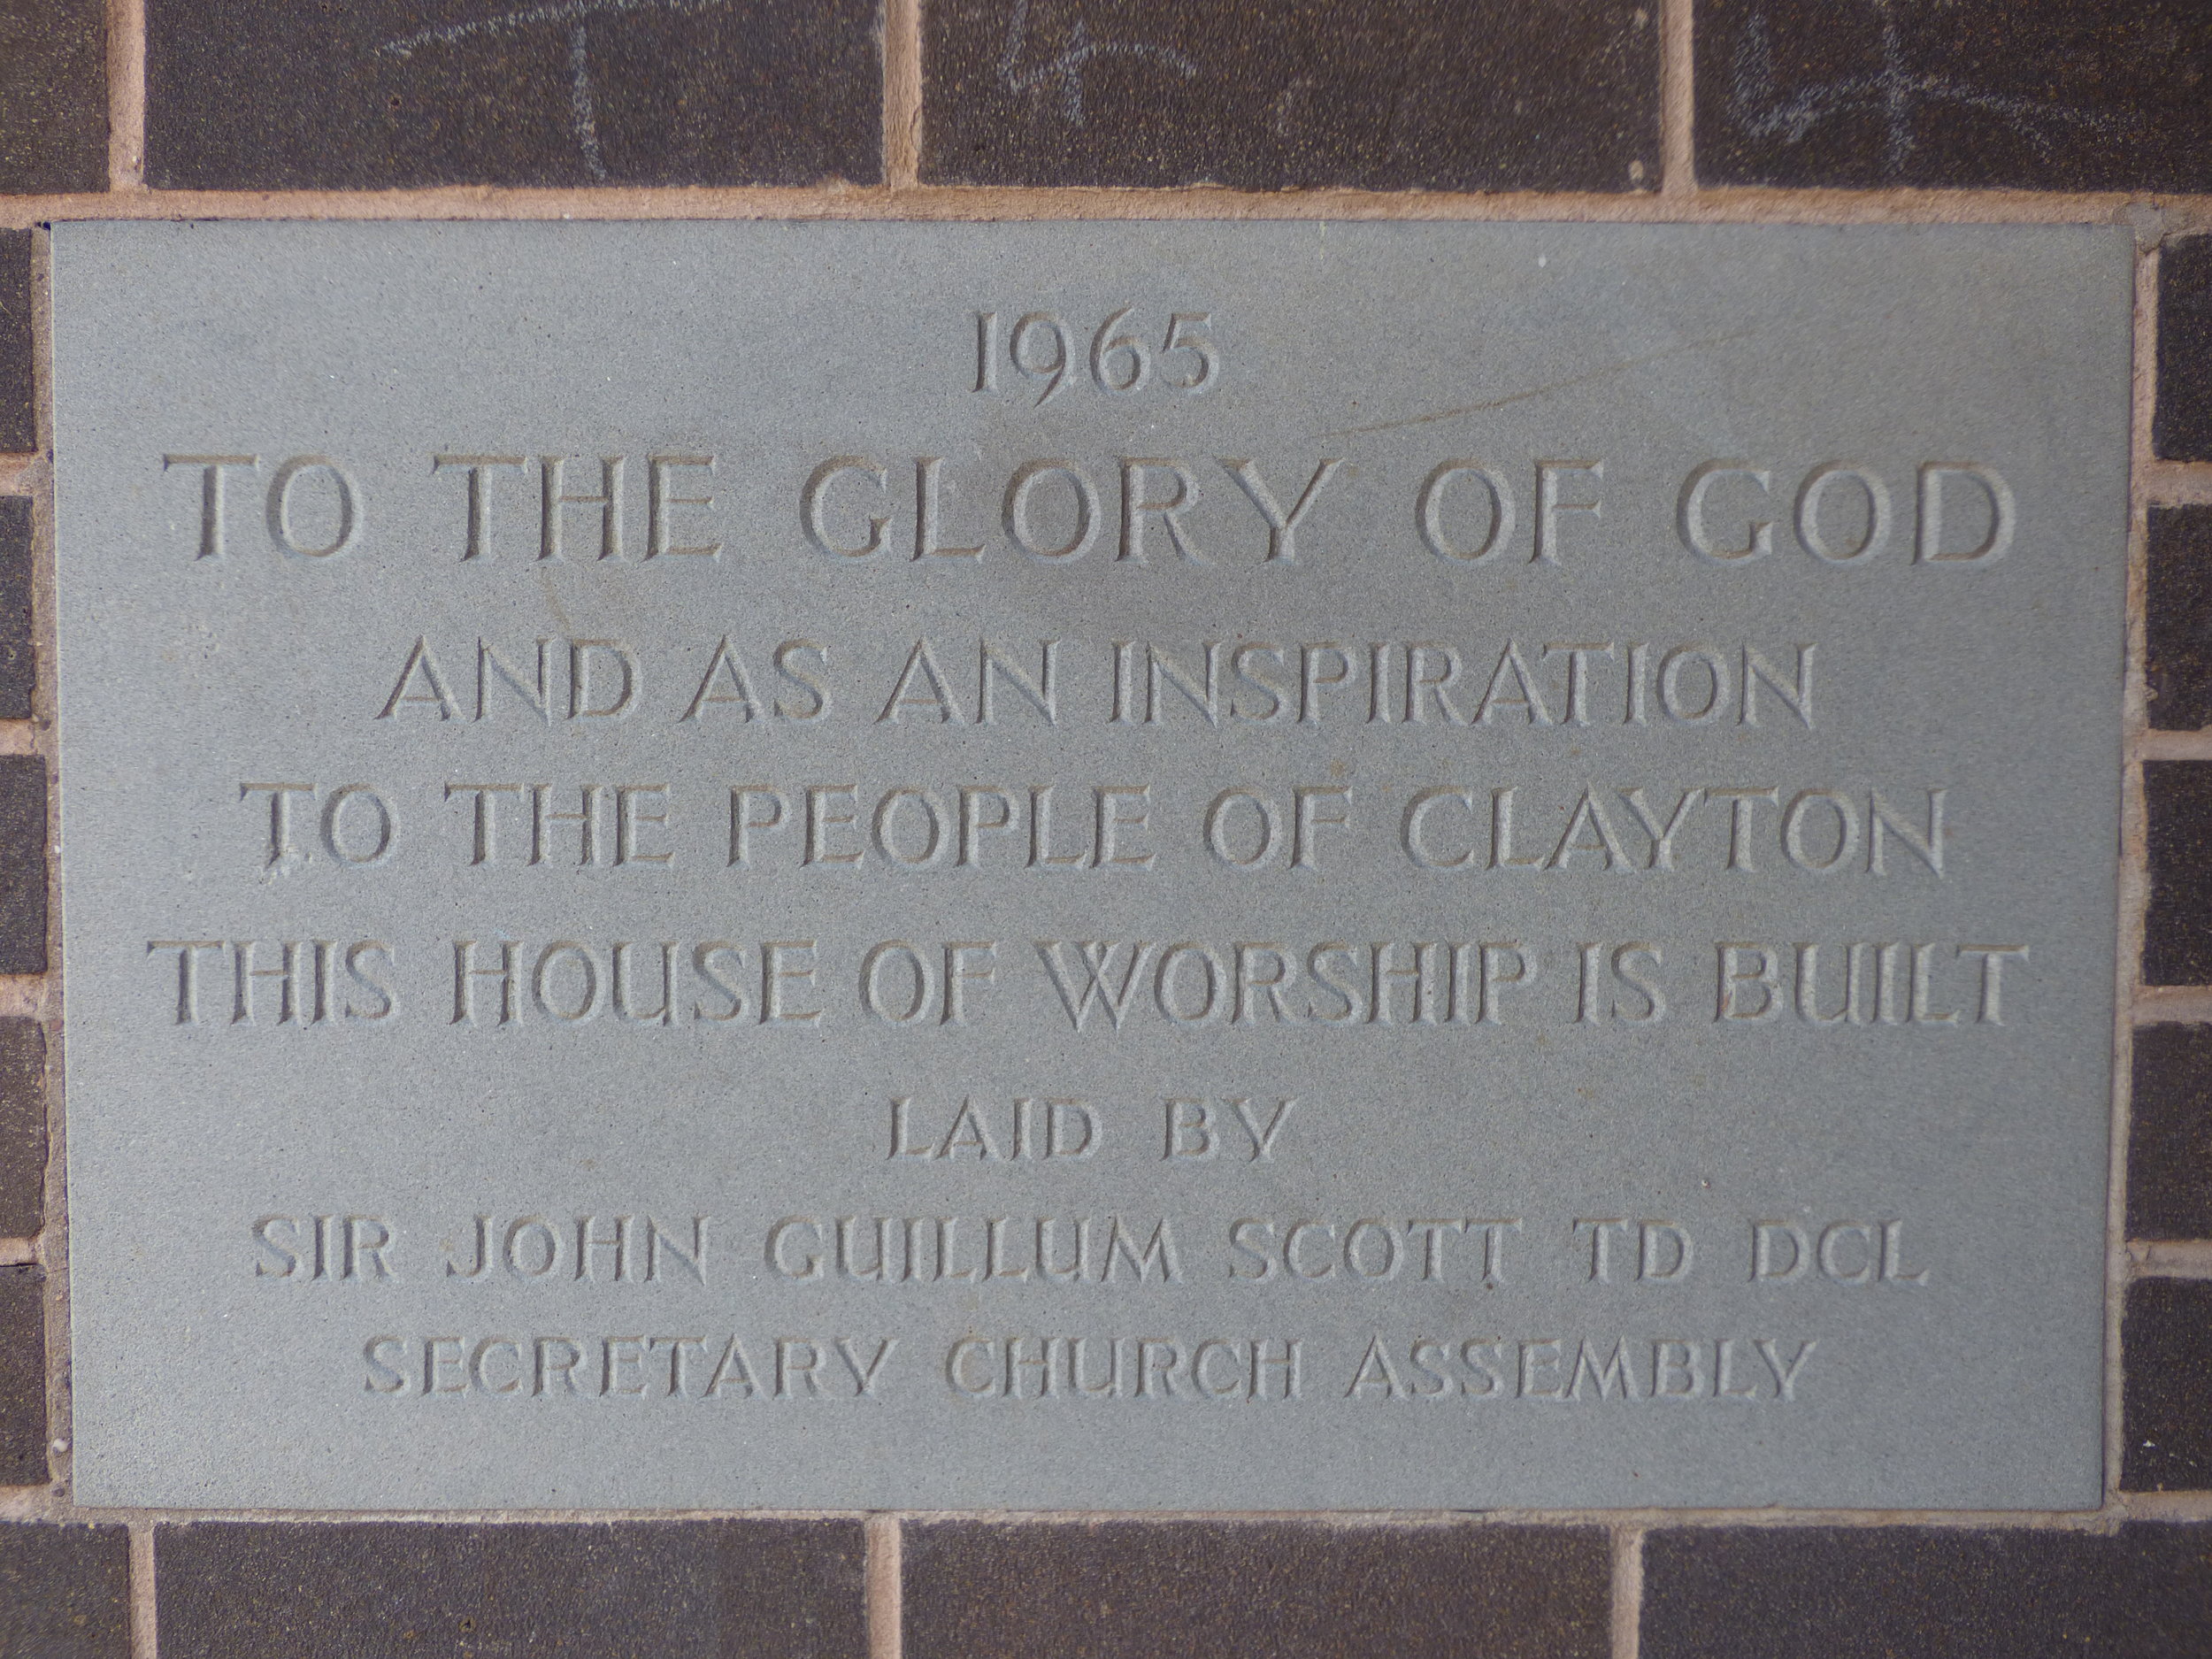 1965
TO THE GLORY OF GOD
AND AS AN INSPIRATION
TO THE PEOPLE OF CLAYTON
THIS HOUSE OF WORSHIP IS BUILT
LAID BY
SIR JOHN GUILLUM SCOTT TD DCL
SECRETARY CHURCH ASSEMBLY